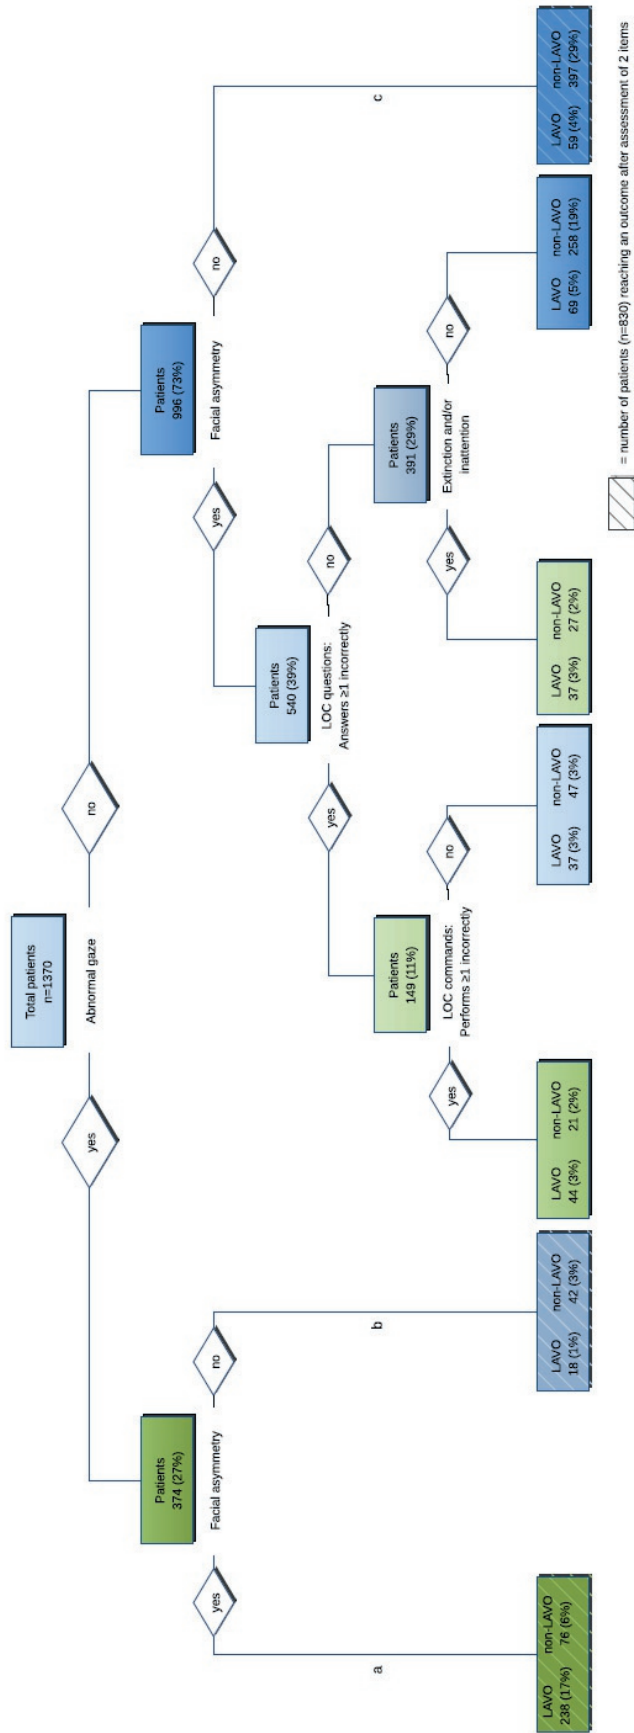 Total patients
n=1370
Abnormal gaze
yes
no
Patients
374 (27%)
Patients
996 (73%)
Facial asymmetry
Facial asymmetry
yes
no
yes
no
Patients
540 (39%)
LOC questions:
Answers ≥1 incorrectly
yes
no
a
b
c
Patients
149 (11%)
Patients
391 (29%)
LOC commands:
Performs ≥1 incorrectly
Extinction and/or
inattention
yes
no
yes
no
LAVO non-LAVO
238 (17%) 76 (6%)
LAVO non-LAVO
18 (1%) 42 (3%)
LAVO non-LAVO
44 (3%) 21 (2%)
LAVO non-LAVO
37 (3%) 47 (3%)
LAVO non-LAVO
37 (3%) 27 (2%)
LAVO non-LAVO
69 (5%) 258 (19%)
LAVO non-LAVO
59 (4%) 397 (29%)
= number of patients (n=830) reaching an outcome after assessment of 2 items